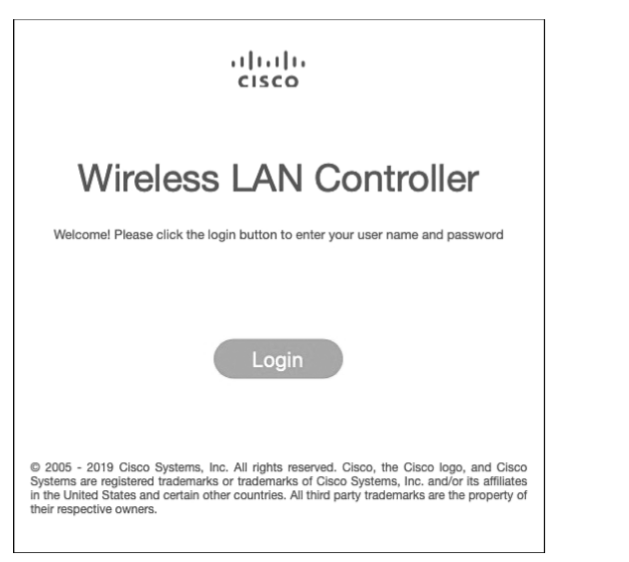 CISCO
Wireless LAN Controller
Welcome! Please click the login button to enter your user name and password
Login
© 2005 - 2019 Cisco Systems, Inc. All rights reserved. Cisco, the Cisco logo, and Cisco
Systems are registered trademarks or trademarks of Cisco Systems, Inc. and/or its affiliates
in the United States and certain other countries. All third party trademarks are the property of
their respective owners.